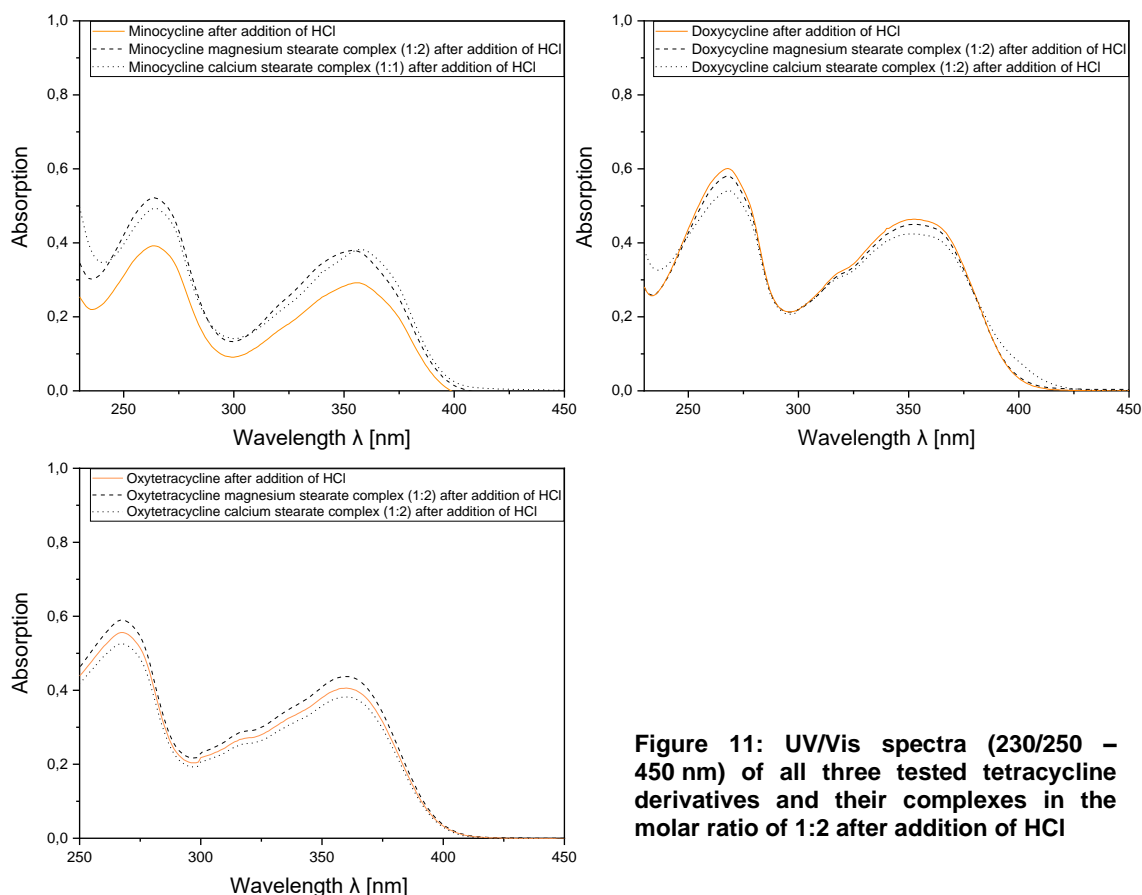 1,0
0,8
0,6
0,4
0,2
0,0
Absorption
Minocycline after addition of HCl
Minocycline magnesium stearate complex (1:2) after addition of HCl
Minocycline calcium stearate complex (1:1) after addition of HCl
250 300 350 400 450
Wavelength λ [nm]
1,0
0,8
0,6
0,4
0,2
0,0
Absorption
Doxycycline after addition of HCl
Doxycycline magnesium stearate complex (1:2) after addition of HCl
Doxycycline calcium stearate complex (1:2) after addition of HCl
250 300 350 400 450
Wavelength λ [nm]
1,0
0,8
0,6
0,4
0,2
0,0
Absorption
Oxytetracycline after addition of HCl
Oxytetracycline magnesium stearate complex (1:2) after addition of HCl
Oxytetracycline calcium stearate complex (1:2) after addition of HCl
250 300 350 400 450
Wavelength λ [nm]
Figure 11: UV/Vis spectra (230/250 –
450 nm) of all three tested tetracycline
derivatives and their complexes in the
molar ratio of 1:2 after addition of HCl